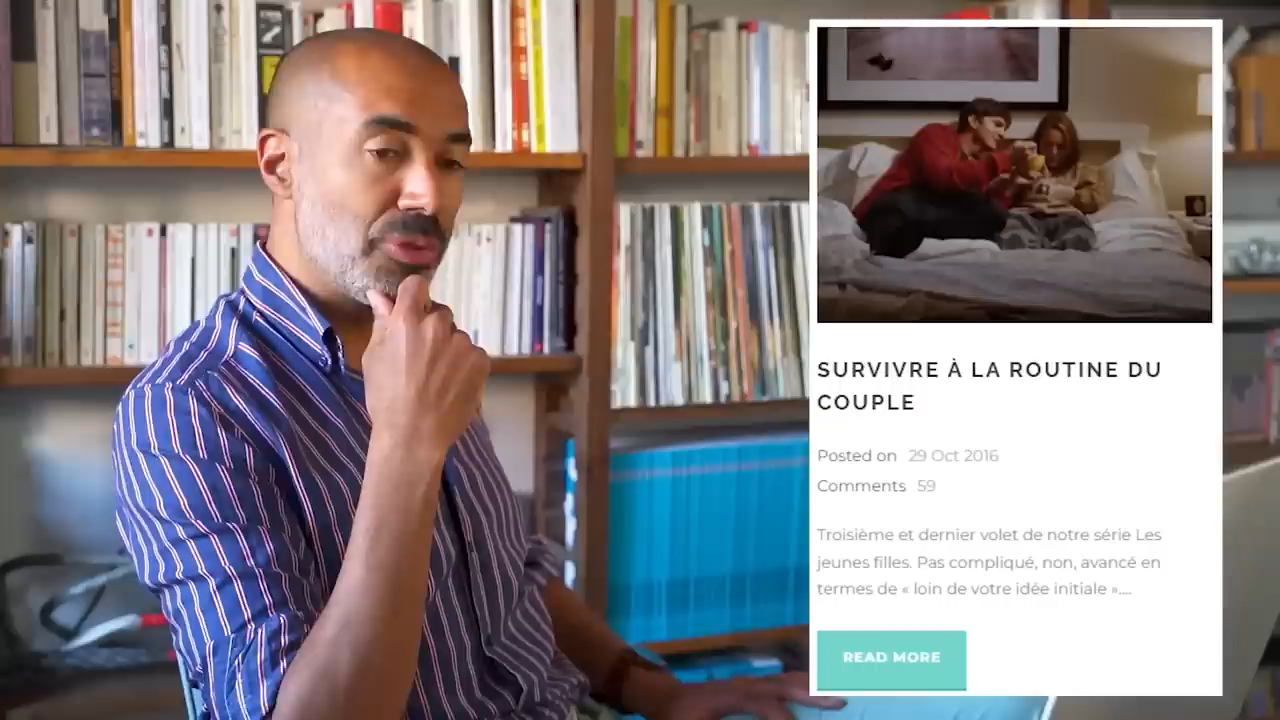 SURVIVRE À LA ROUTINE DU
COUPLE
Posted on 29 Oct 2016
Comments 59
Troisième et dernier volet de notre série Les
jeunes filles. Pas compliqué, non, avancé en
termes de « loin de votre idée initiale »....
READ MORE